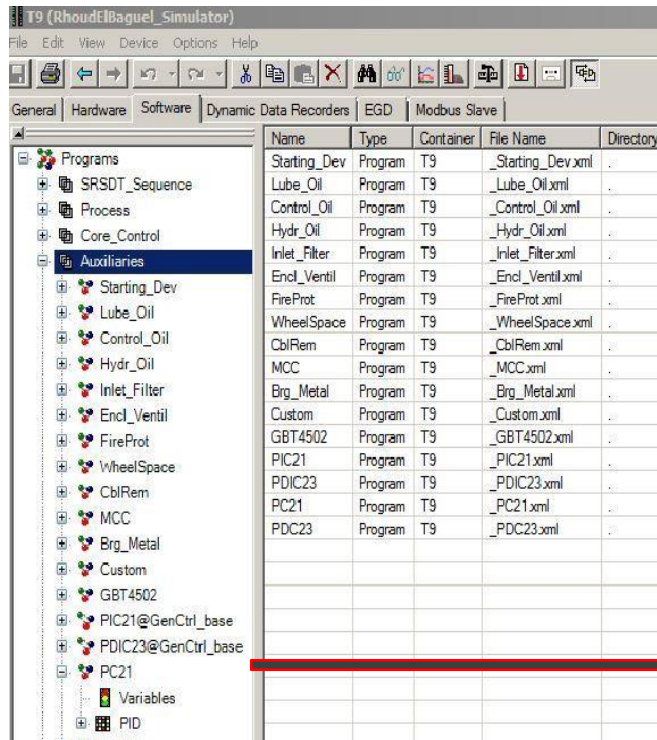 T9 (RhoudElBaguel_Simulator)
File Edit View Device Options Help
General Hardware Software Dynamic Data Recorders EGD Modbus Slave
Programs
SRSDT_Sequence
Process
Core_Control
Auxiliaries
Starting_Dev
Lube_Oil
Control_Oil
Hydr_Oil
Inlet_Filter
Encl_Ventil
FireProt
WheelSpace
CblRem
MCC
Brg_Metal
Custom
GBT4502
PIC21@GenCtrl_base
PDIC23@GenCtrl_base
PC21
Variables
PID
Name Type Container File Name Directory
Starting_Dev Program T9 _Starting_Dev.xml .
Lube_Oil Program T9 _Lube_Oil.xml .
Control_Oil Program T9 _Control_Oil.xml .
Hydr_Oil Program T9 _Hydr_Oil.xml .
Inlet_Filter Program T9 _Inlet_Filter.xml .
Encl_Ventil Program T9 _Encl_Ventil.xml .
FireProt Program T9 _FireProt.xml .
WheelSpace Program T9 _WheelSpace.xml .
CblRem Program T9 _CblRem.xml .
MCC Program T9 _MCC.xml .
Brg_Metal Program T9 _Brg_Metal.xml .
Custom Program T9 _Custom.xml .
GBT4502 Program T9 _GBT4502.xml .
PIC21 Program T9 _PIC21.xml .
PDIC23 Program T9 _PDIC23.xml .
PC21 Program T9 _PC21.xml .
PDC23 Program T9 _PDC23.xml .